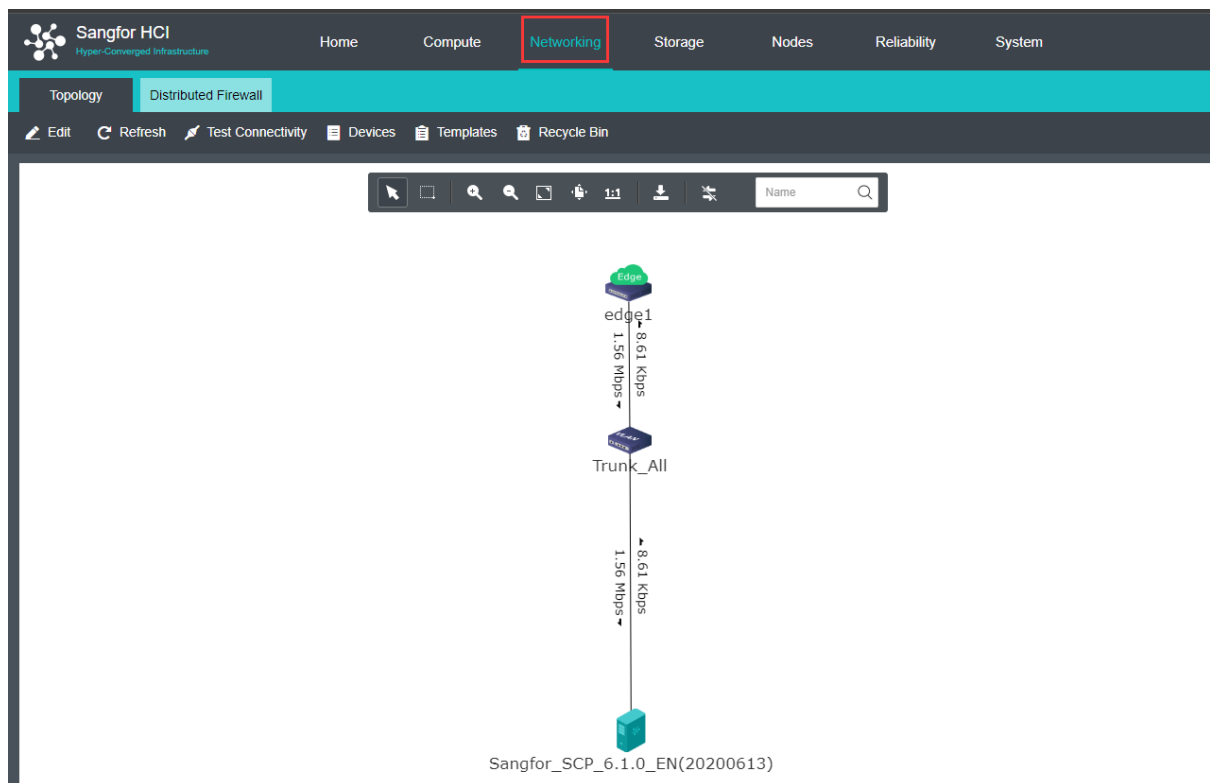 Sangfor HCI
Hyper-Converged Infrastructure
Home Compute Networking Storage Nodes Reliability System
Topology Distributed Firewall
Edit Refresh Test Connectivity Devices Templates Recycle Bin
1:1 Name
Edge
edge1
1.56 Mbps 8.61 Kbps
VLAN
Trunk_All
1.56 Mbps 8.61 Kbps
Sangfor_SCP_6.1.0_EN(20200613)